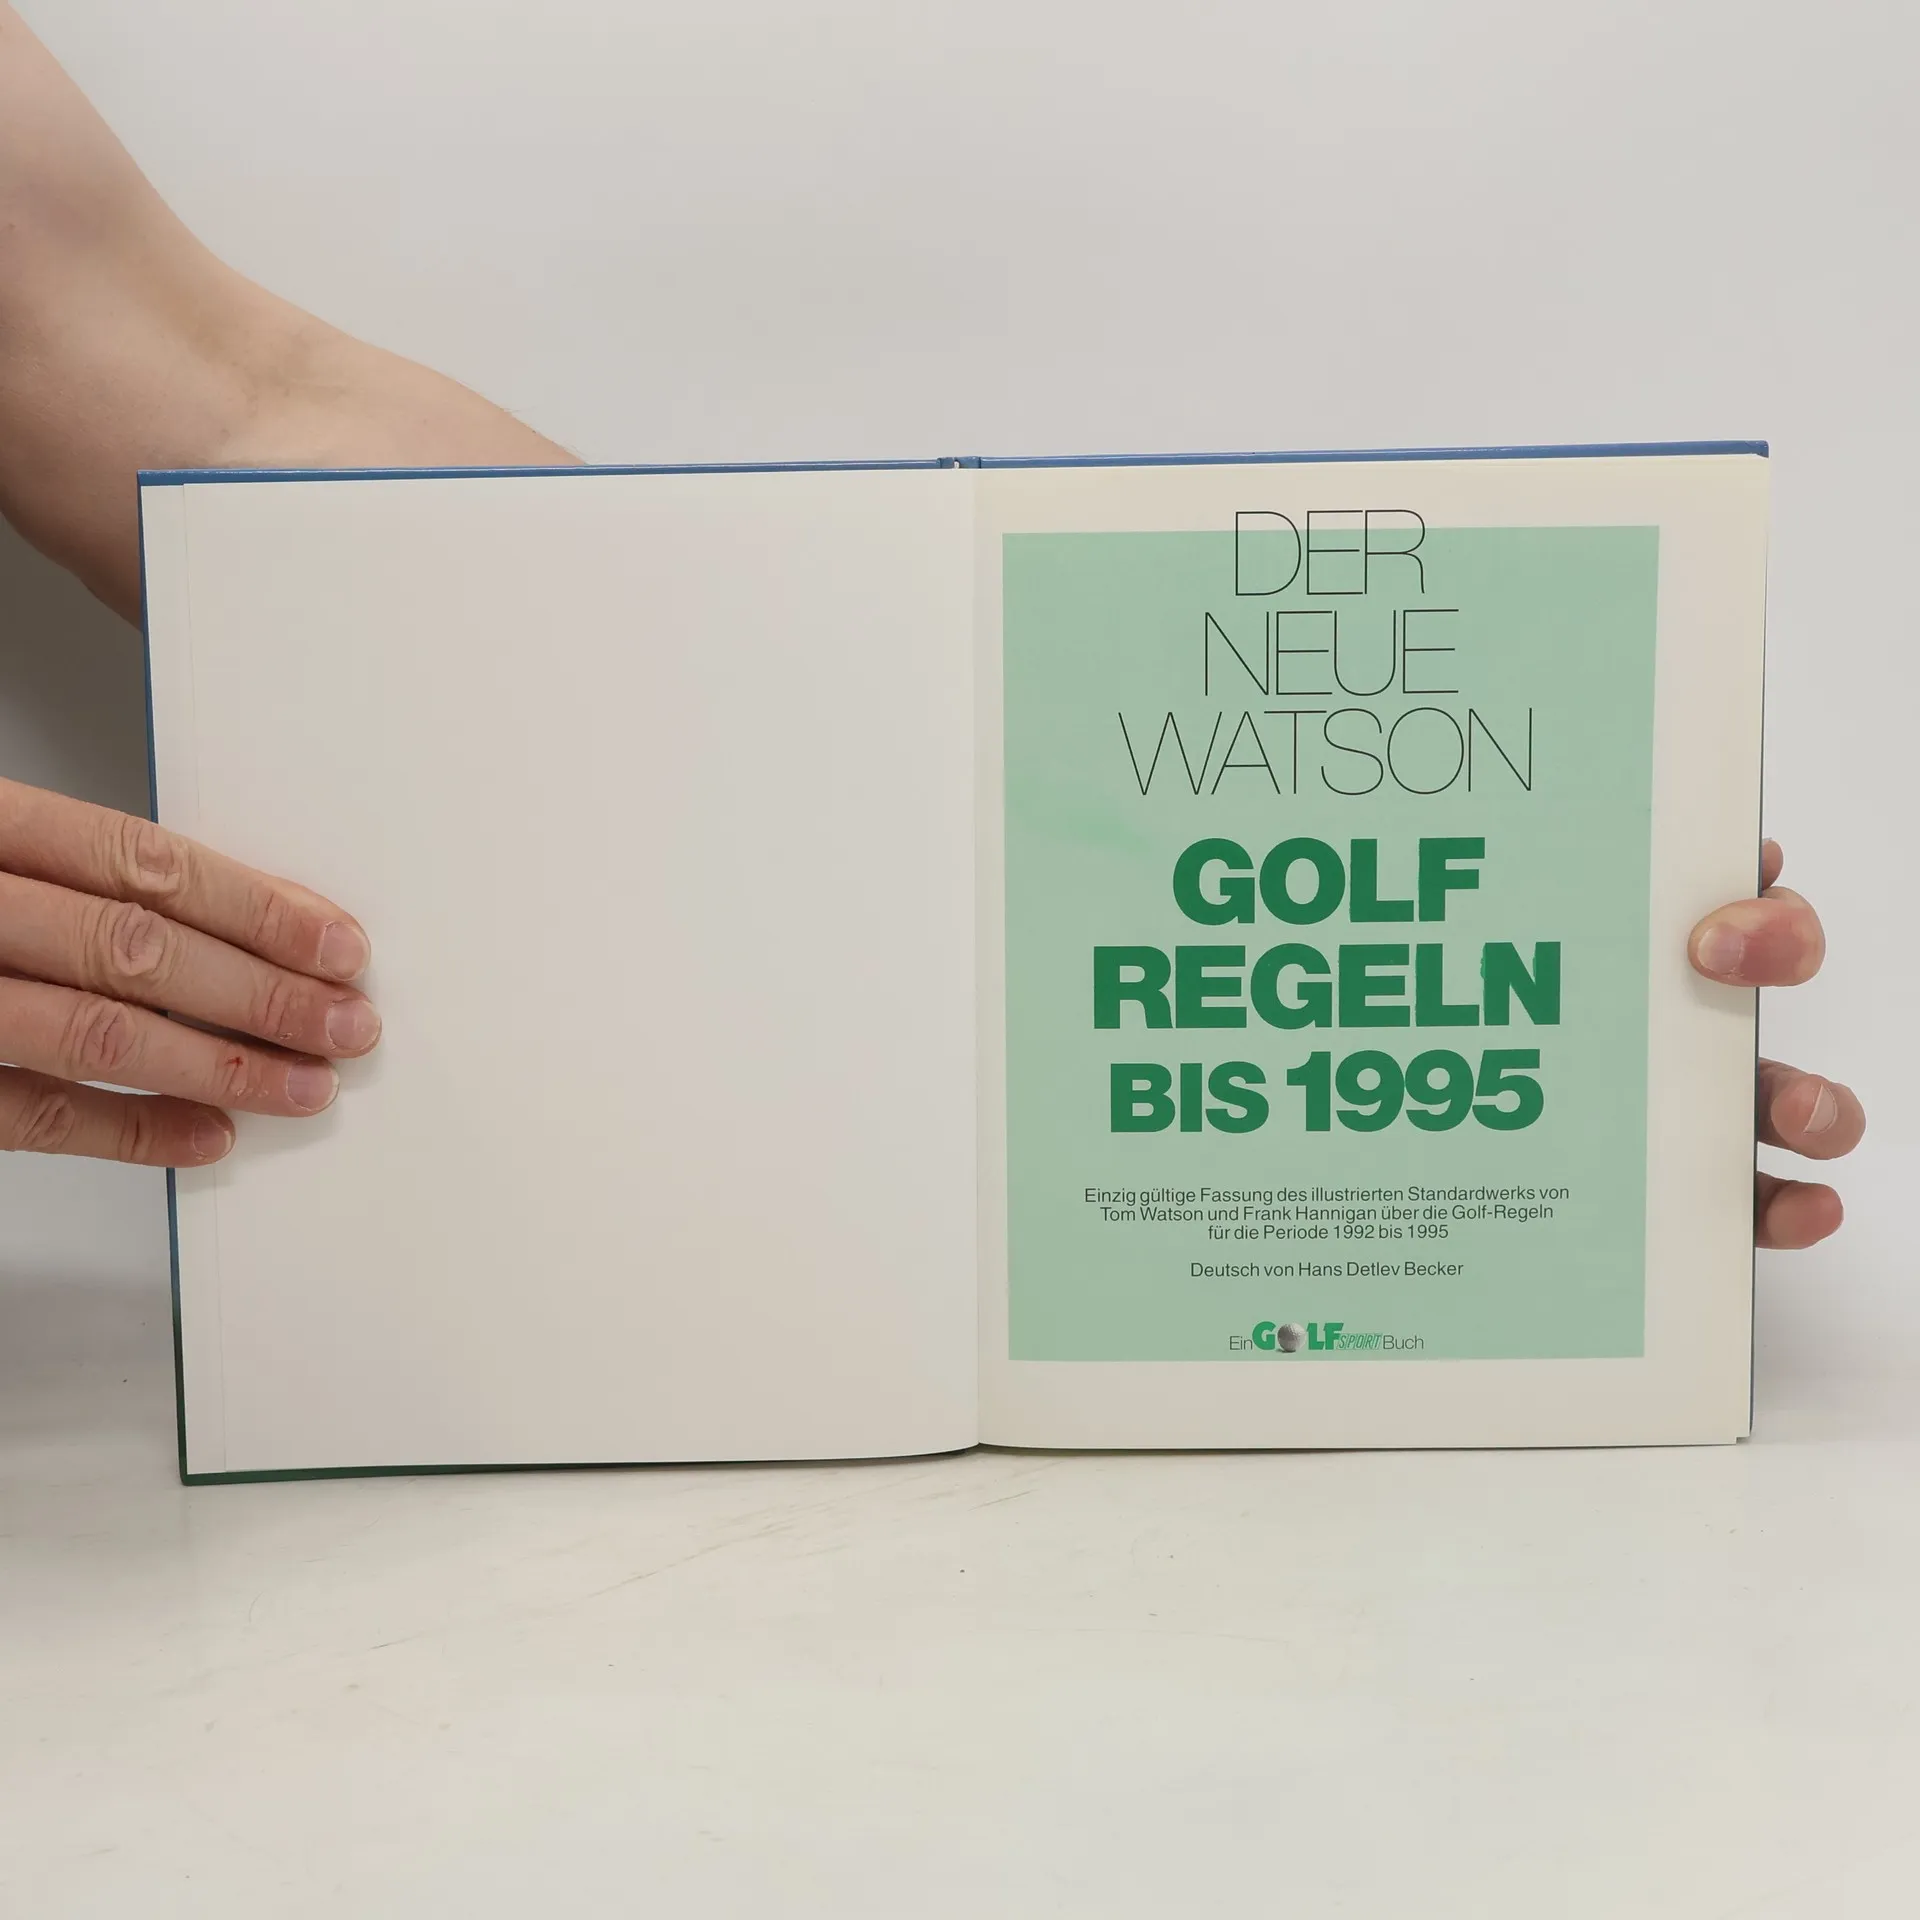 DER
NEUE
WATSON
GOLF
REGELN
BIS 1995
Einzig gültige Fassung des illustrierten Standardwerks von
Tom Watson und Frank Hannigan über die Golf-Regeln
für die Periode 1992 bis 1995
Deutsch von Hans Detlev Becker
Ein GOLF SPORT Buch